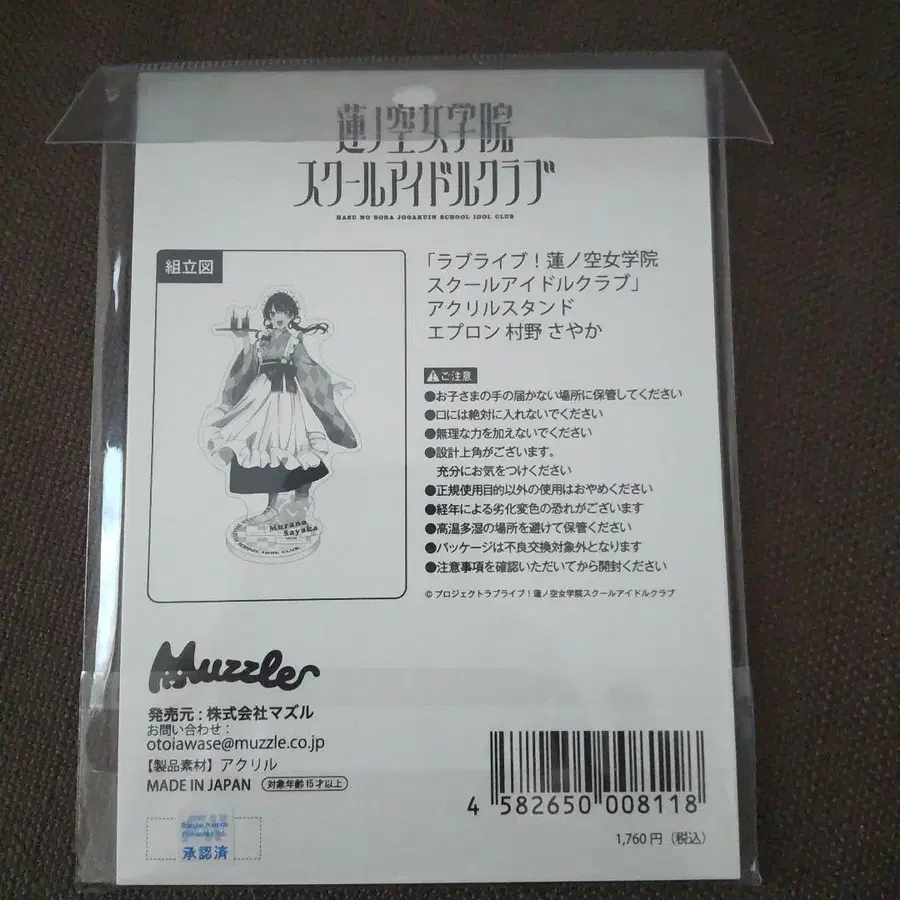 蓮ノ空女学院
スクールアイドルクラブ
HASU NO SORA JOGAKUIN SCHOOL IDOL CLUB
組立図
Murano
Sayaka
SCHOOL IDOL CLUB
「ラブライブ！蓮ノ空女学院
スクールアイドルクラブ」
アクリルスタンド
エプロン 村野 さやか
ご注意
●お子さまの手の届かない場所に保管してください
●口には絶対に入れないでください
●無理な力を加えないでください
●設計上角がございます。
充分にお気をつけください
●正規使用目的以外の使用はおやめください
●経年による劣化変色の恐れがございます
●高温多湿の場所を避けて保管ください
●パッケージは不良交換対象外となります
●注意事項を確認いただいてから開封ください
© プロジェクトラブライブ！蓮ノ空女学院スクールアイドルクラブ
Muzzle
発売元：株式会社マズル
お問い合わせ：
otoiawase@muzzle.co.jp
【製品素材】アクリル
MADE IN JAPAN 対象年齢15才以上
Bandai Namco
Filmworks Inc.
承認済
4 582650 008118
1,760 円（税込）